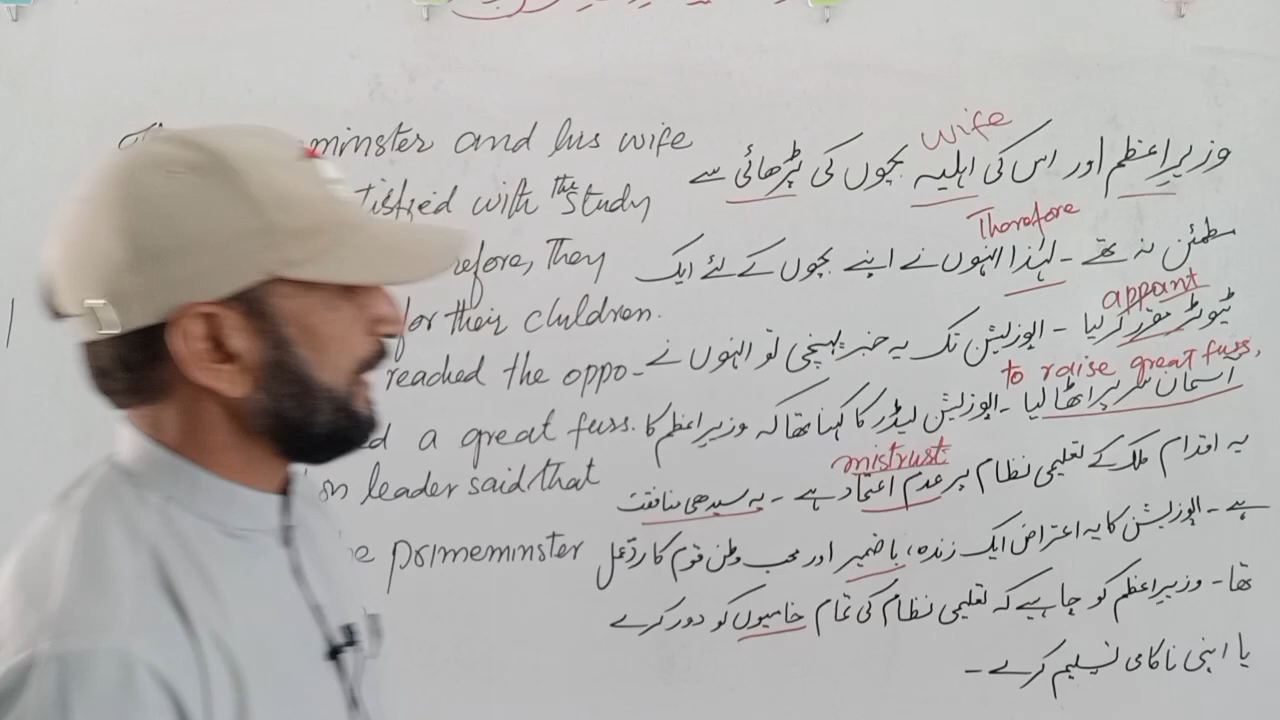 minster and his wife
tisfied with the study
efore, they
for their children.
reached the oppo-
d a great fuss.
on leader said that
e primeminster
wife
وزیرِاعظم اور اس کی اہلیہ بچوں کی پڑھائی سے
Therefore
مطمئن نہ تھے ۔ لہٰذا انہوں نے اپنے بچوں کے لئے ایک
appoint
ٹیوٹر مقرر کر لیا ۔ اپوزیشن تک یہ خبر پہنچی تو انہوں نے
to raise great fuss.
آسمان سر پر اٹھا لیا ۔ اپوزیشن لیڈر کا کہنا تھا کہ وزیرِاعظم کا
mistrust
یہ اقدام ملک کے تعلیمی نظام پر عدم اعتماد ہے ۔ یہ سیدھی منافقت
ہے ۔ اپوزیشن کا یہ اعتراض ایک زندہ، باضمیر اور محب وطن قوم کا ردّعمل
تھا ۔ وزیرِاعظم کو چاہیے کہ تعلیمی نظام کی تمام خامیوں کو دور کرے
یا اپنی ناکامی تسلیم کرے ۔